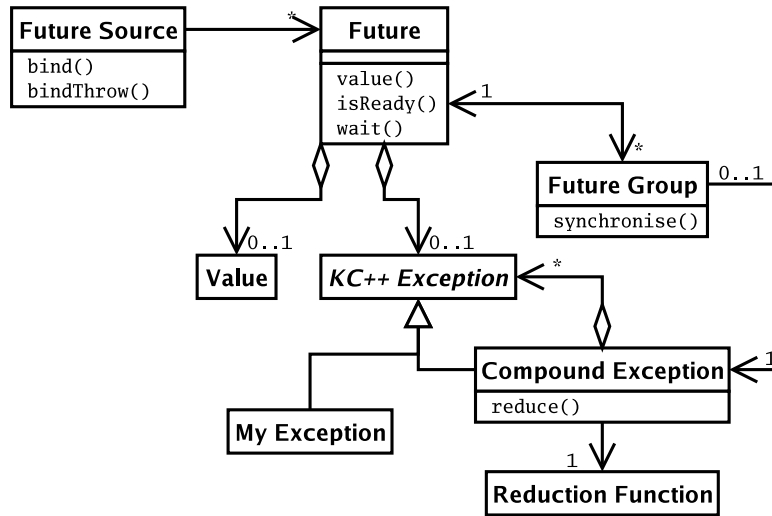 Future Source
bind()
bindThrow()
*
Future
value()
isReady()
wait()
1
*
Future Group
synchronise()
0..1
0..1
0..1
Value
KC++ Exception
*
Compound Exception
reduce()
1
My Exception
1
Reduction Function